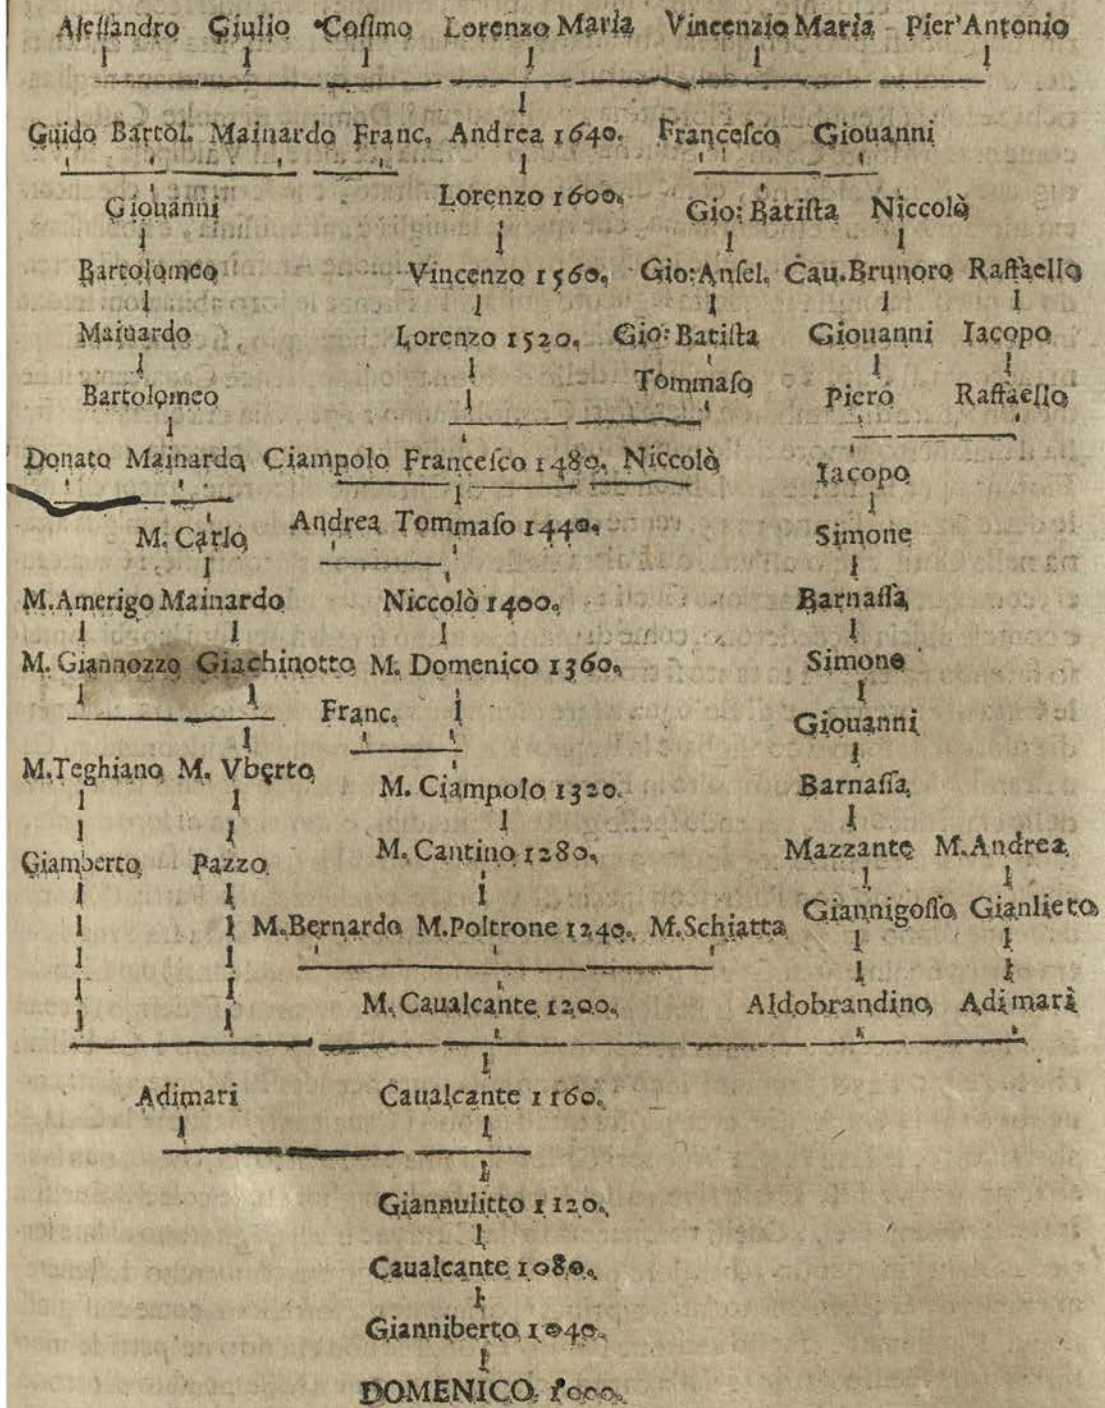 Alessandro Giulio Cosimo Lorenzo Maria Vincenzio Maria Pier'Antonio
Guido Bartol. Mainardo Franc. Andrea 1640. Francesco Giouanni
Giouanni Lorenzo 1600. Gio: Batista Niccolò
Bartolomeo Vincenzo 1560. Gio: Ansel. Cau. Brunoro Raffaello
Mainardo Lorenzo 1520. Gio: Batista Giouanni Iacopo
Bartolomeo Tommaso Piero Raffaello
Donato Mainardo Ciampolo Francesco 1480. Niccolò Iacopo
M. Carlo Andrea Tommaso 1440. Simone
M. Amerigo Mainardo Niccolò 1400. Barnassa
M. Giannozzo Giachinotto M. Domenico 1360. Simone
Franc. Giouanni
M. Teghiano M. Vberto M. Ciampolo 1320. Barnassa
Giamberto Pazzo M. Cantino 1280. Mazzante M. Andrea
M. Bernardo M. Poltrone 1240. M. Schiatta Giannigosso Gianlieto
M. Caualcante 1200. Aldobrandino Adimari
Adimari Caualcante 1160.
Giannulitto 1120.
Caualcante 1080.
Gianniberto 1040.
DOMENICO 1000.